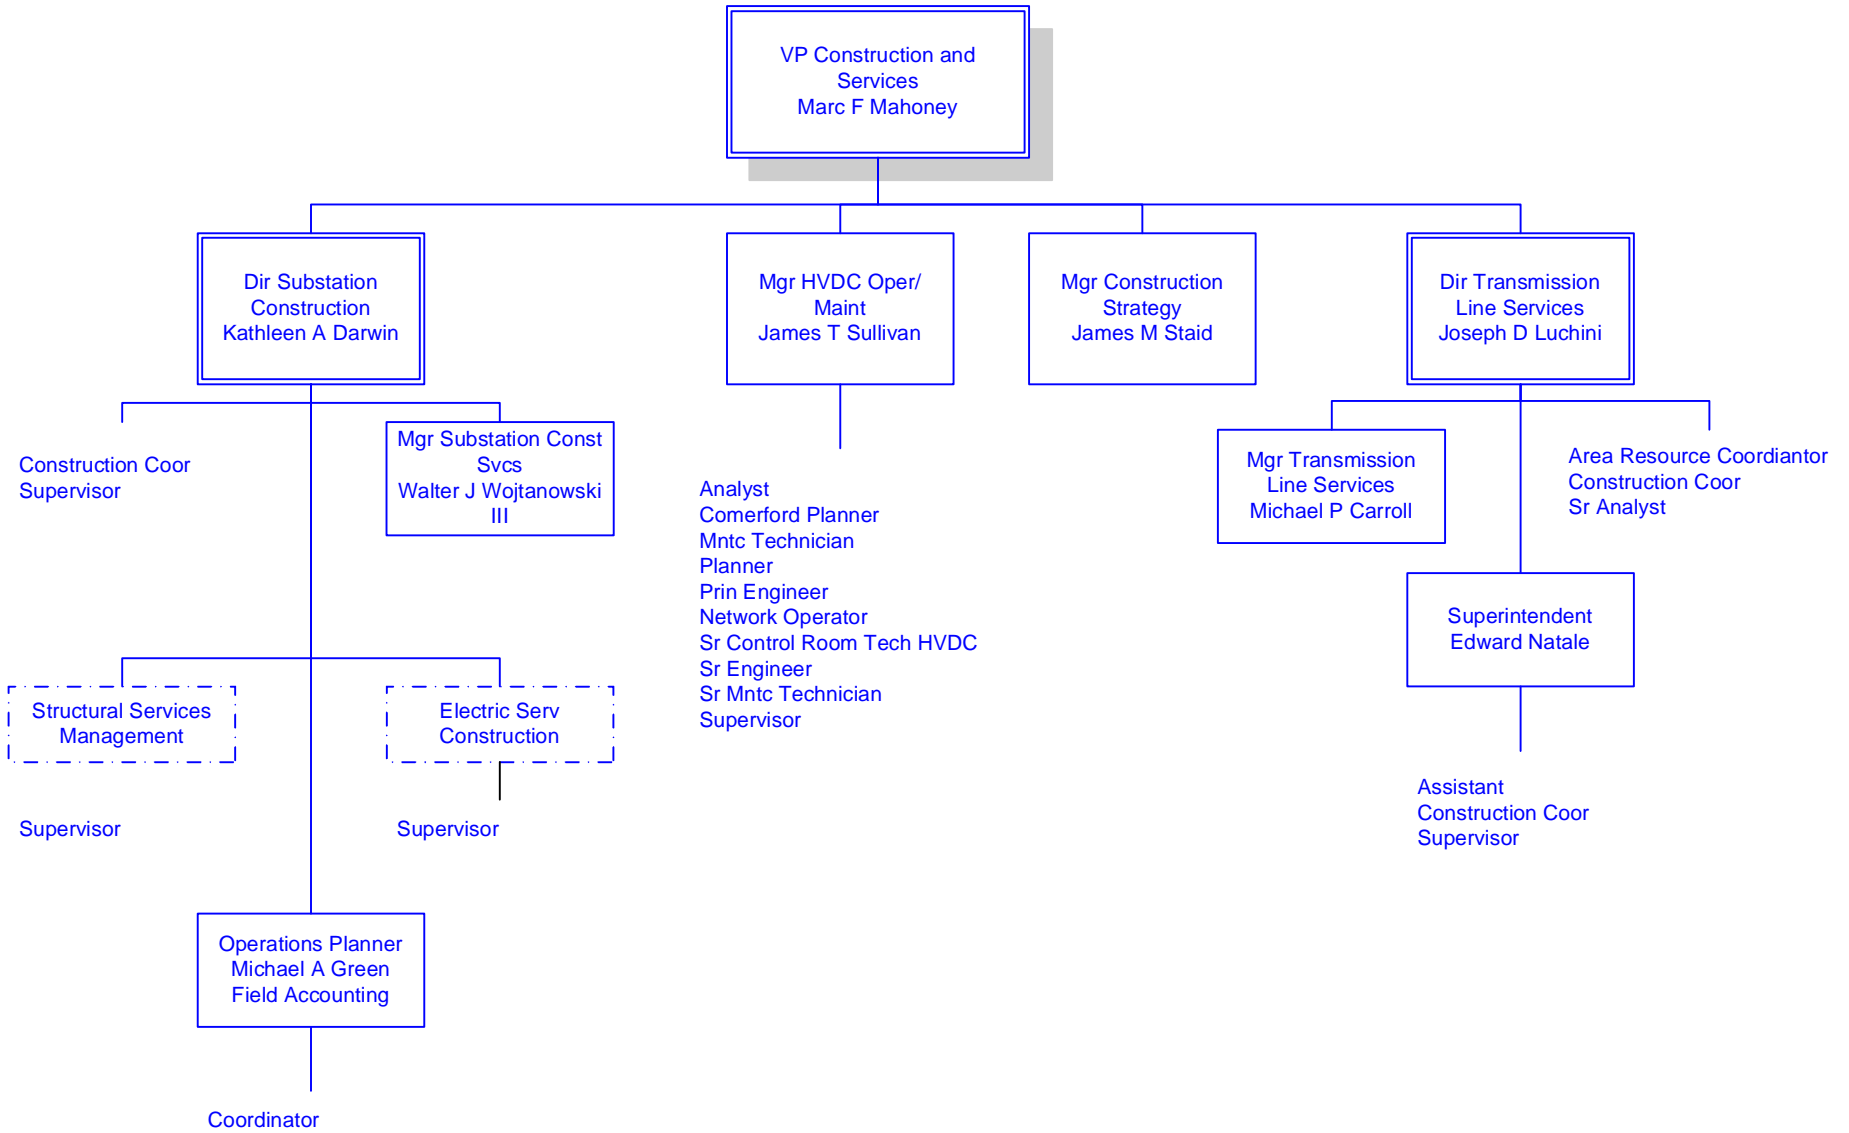 VP Construction and
Services
Marc F Mahoney
Dir Substation
Construction
Kathleen A Darwin
Mgr HVDC Oper/
Maint
James T Sullivan
Mgr Construction
Strategy
James M Staid
Dir Transmission
Line Services
Joseph D Luchini
Construction Coor
Supervisor
Mgr Substation Const
Svcs
Walter J Wojtanowski
III
Analyst
Comerford Planner
Mntc Technician
Planner
Prin Engineer
Network Operator
Sr Control Room Tech HVDC
Sr Engineer
Sr Mntc Technician
Supervisor
Mgr Transmission
Line Services
Michael P Carroll
Area Resource Coordiantor
Construction Coor
Sr Analyst
Superintendent
Edward Natale
Structural Services
Management
Electric Serv
Construction
Supervisor
Supervisor
Assistant
Construction Coor
Supervisor
Operations Planner
Michael A Green
Field Accounting
Coordinator